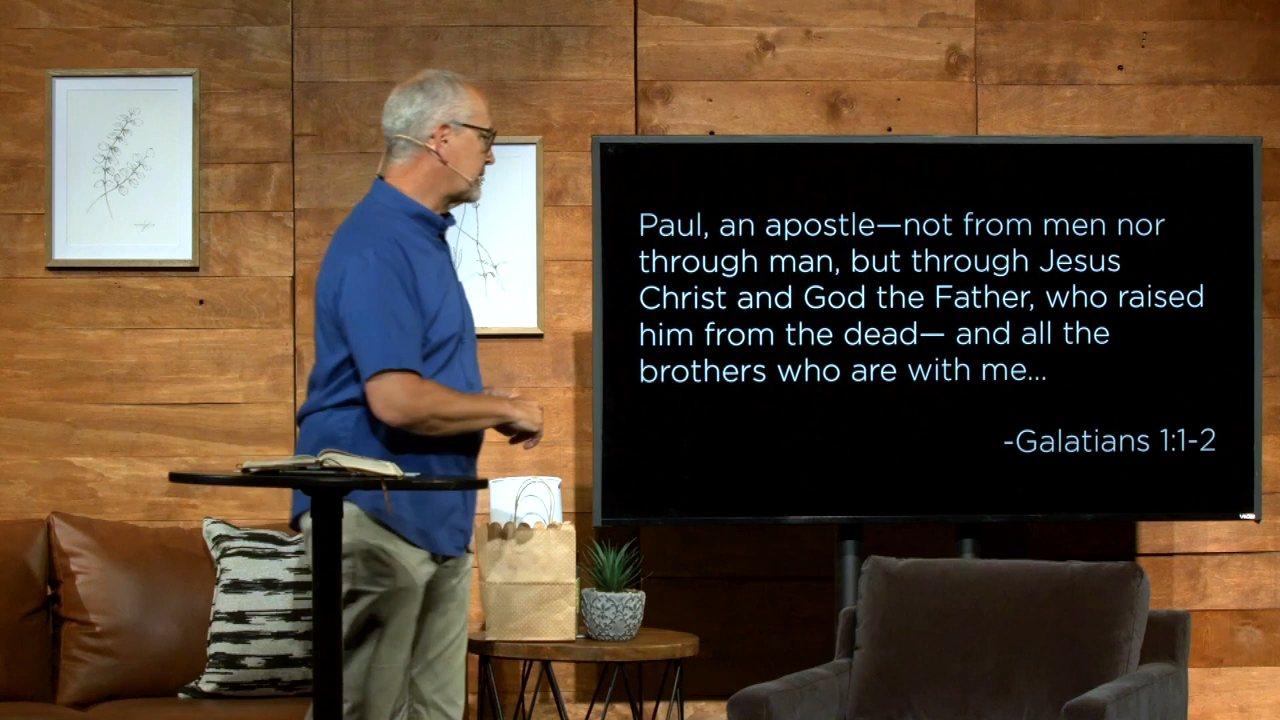 Paul, an apostle—not from men nor
through man, but through Jesus
Christ and God the Father, who raised
him from the dead— and all the
brothers who are with me...
-Galatians 1:1-2